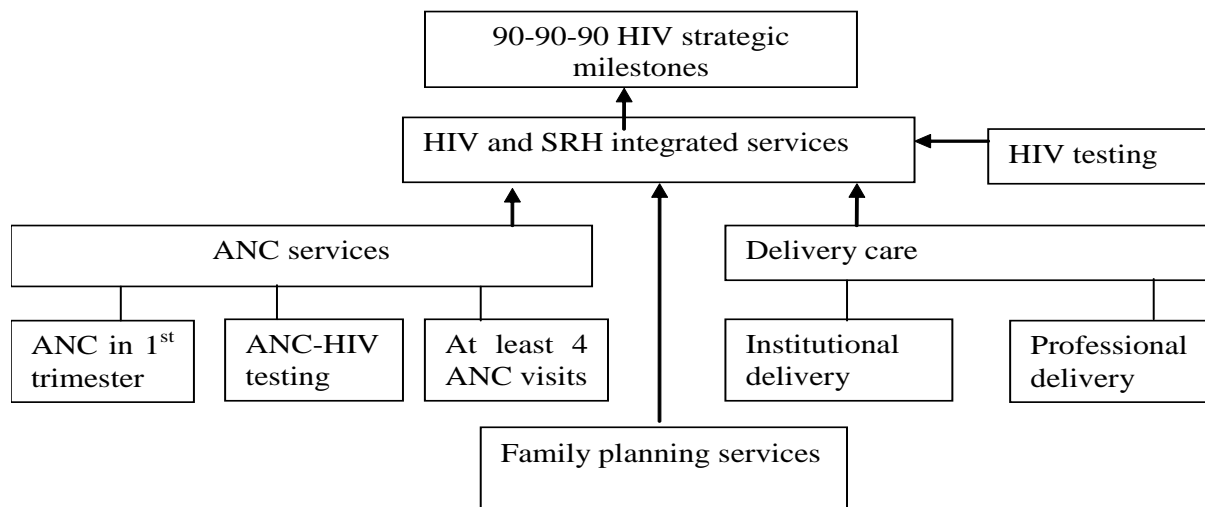 90-90-90 HIV strategic
milestones
HIV and SRH integrated services
HIV testing
ANC services
Delivery care
ANC in 1st
trimester
ANC-HIV
testing
At least 4
ANC visits
Institutional
delivery
Professional
delivery
Family planning services